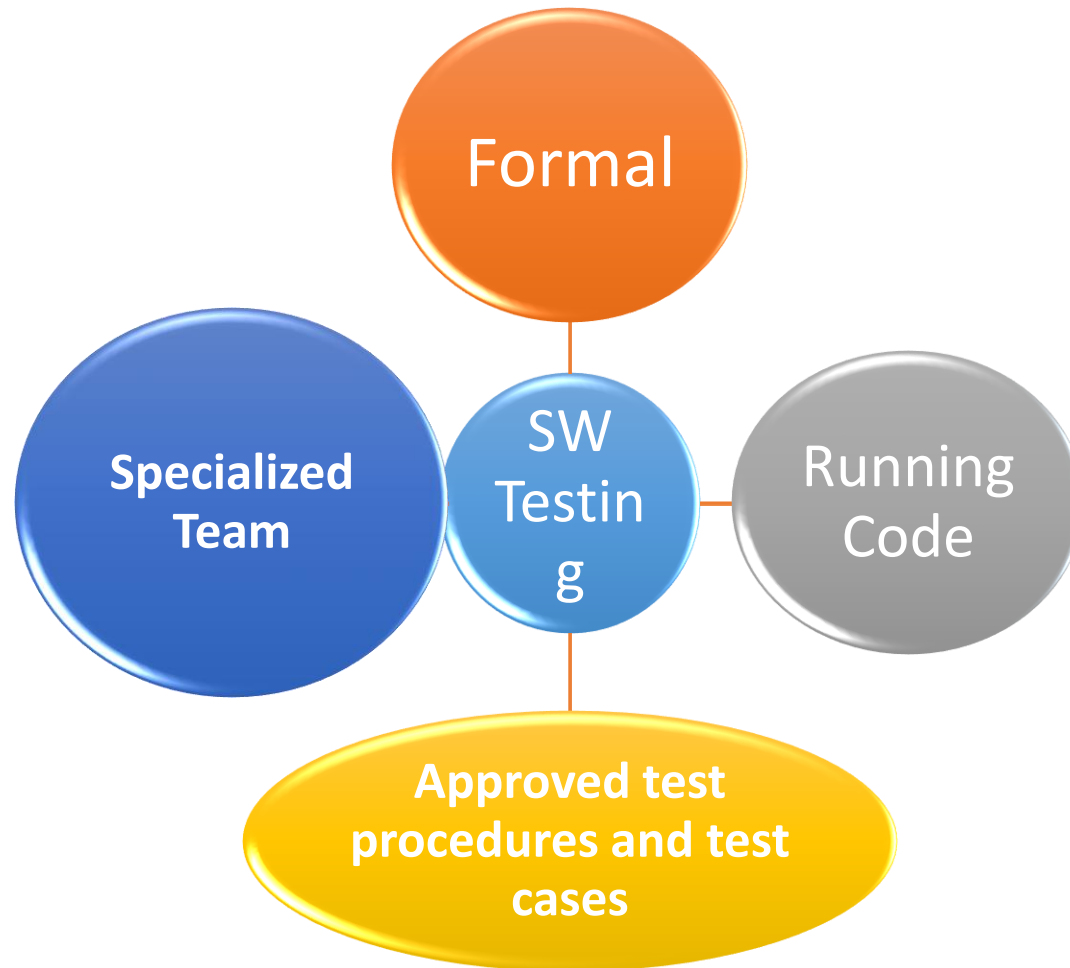 Formal
Specialized
Team
SW
Testin
g
Running
Code
Approved test
procedures and test
cases